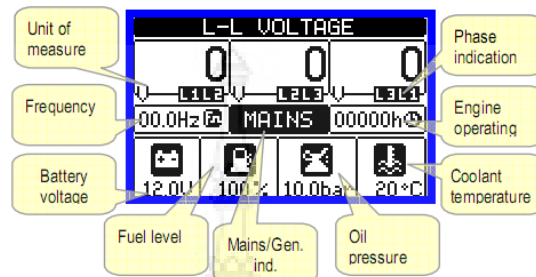 L-L VOLTAGE
Unit of
measure
Phase
indication
0 0 0
V L1L2 V L2L3 V L3L1
Frequency
00.0Hz MAINS 00000h
Engine
operating
Battery
voltage
12.0V 100% 10.0bar 20°C
Coolant
temperature
Fuel level
Mains/Gen.
ind.
Oil
pressure